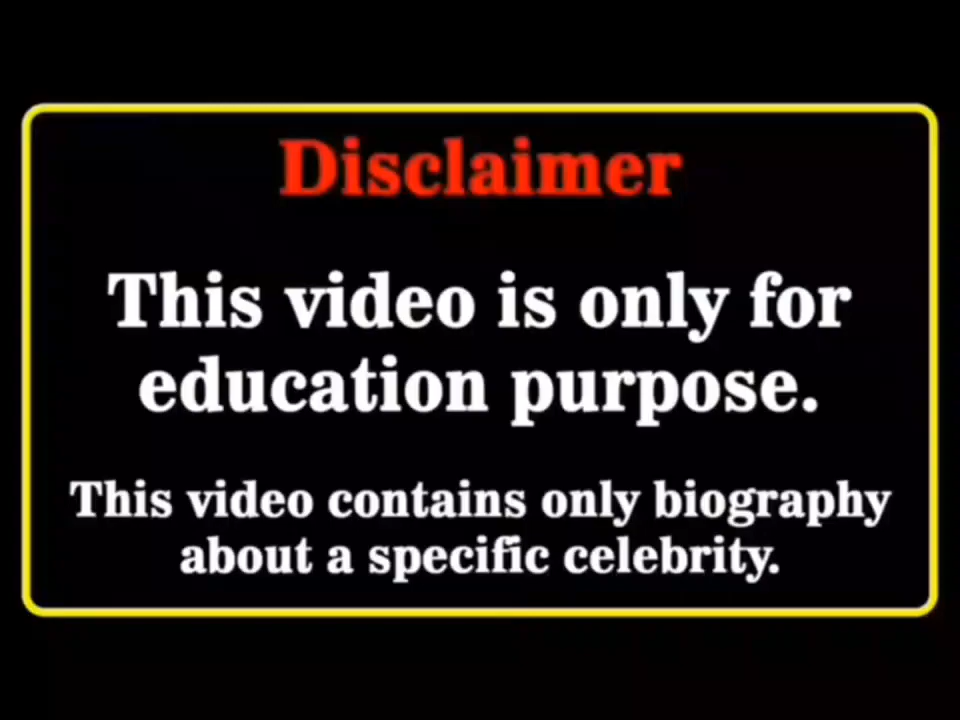 Disclaimer
This video is only for
education purpose.
This video contains only biography
about a specific celebrity.